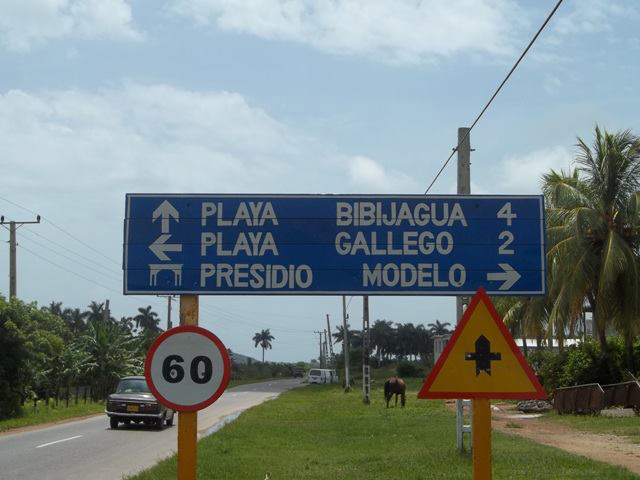 PLAYA BIBIJAGUA 4
PLAYA GALLEGO 2
PRESIDIO MODELO
60